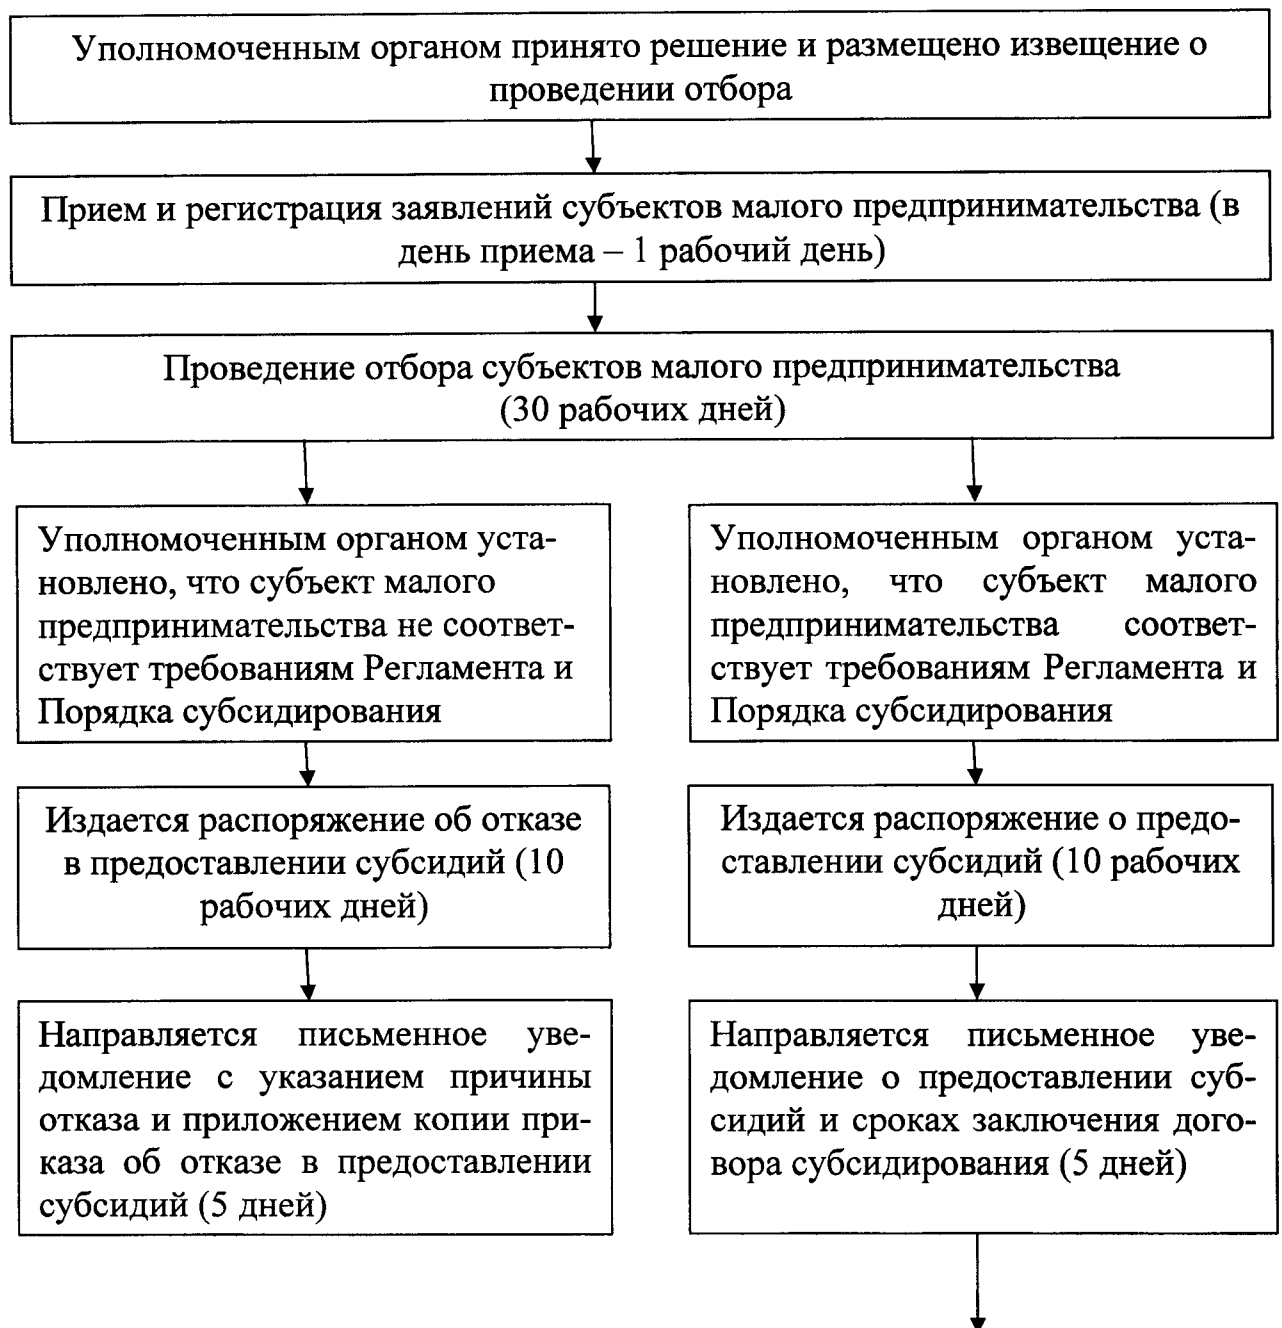 Уполномоченным органом принято решение и размещено извещение о
проведении отбора
Прием и регистрация заявлений субъектов малого предпринимательства (в
день приема – 1 рабочий день)
Проведение отбора субъектов малого предпринимательства
(30 рабочих дней)
Уполномоченным органом уста-
новлено, что субъект малого
предпринимательства не соответ-
ствует требованиям Регламента и
Порядка субсидирования
Уполномоченным органом уста-
новлено, что субъект малого
предпринимательства соответ-
ствует требованиям Регламента и
Порядка субсидирования
Издается распоряжение об отказе
в предоставлении субсидий (10
рабочих дней)
Издается распоряжение о предо-
ставлении субсидий (10 рабочих
дней)
Направляется письменное уве-
домление с указанием причины
отказа и приложением копии при-
каза об отказе в предоставлении
субсидий (5 дней)
Направляется письменное уве-
домление о предоставлении суб-
сидий и сроках заключения дого-
вора субсидирования (5 дней)